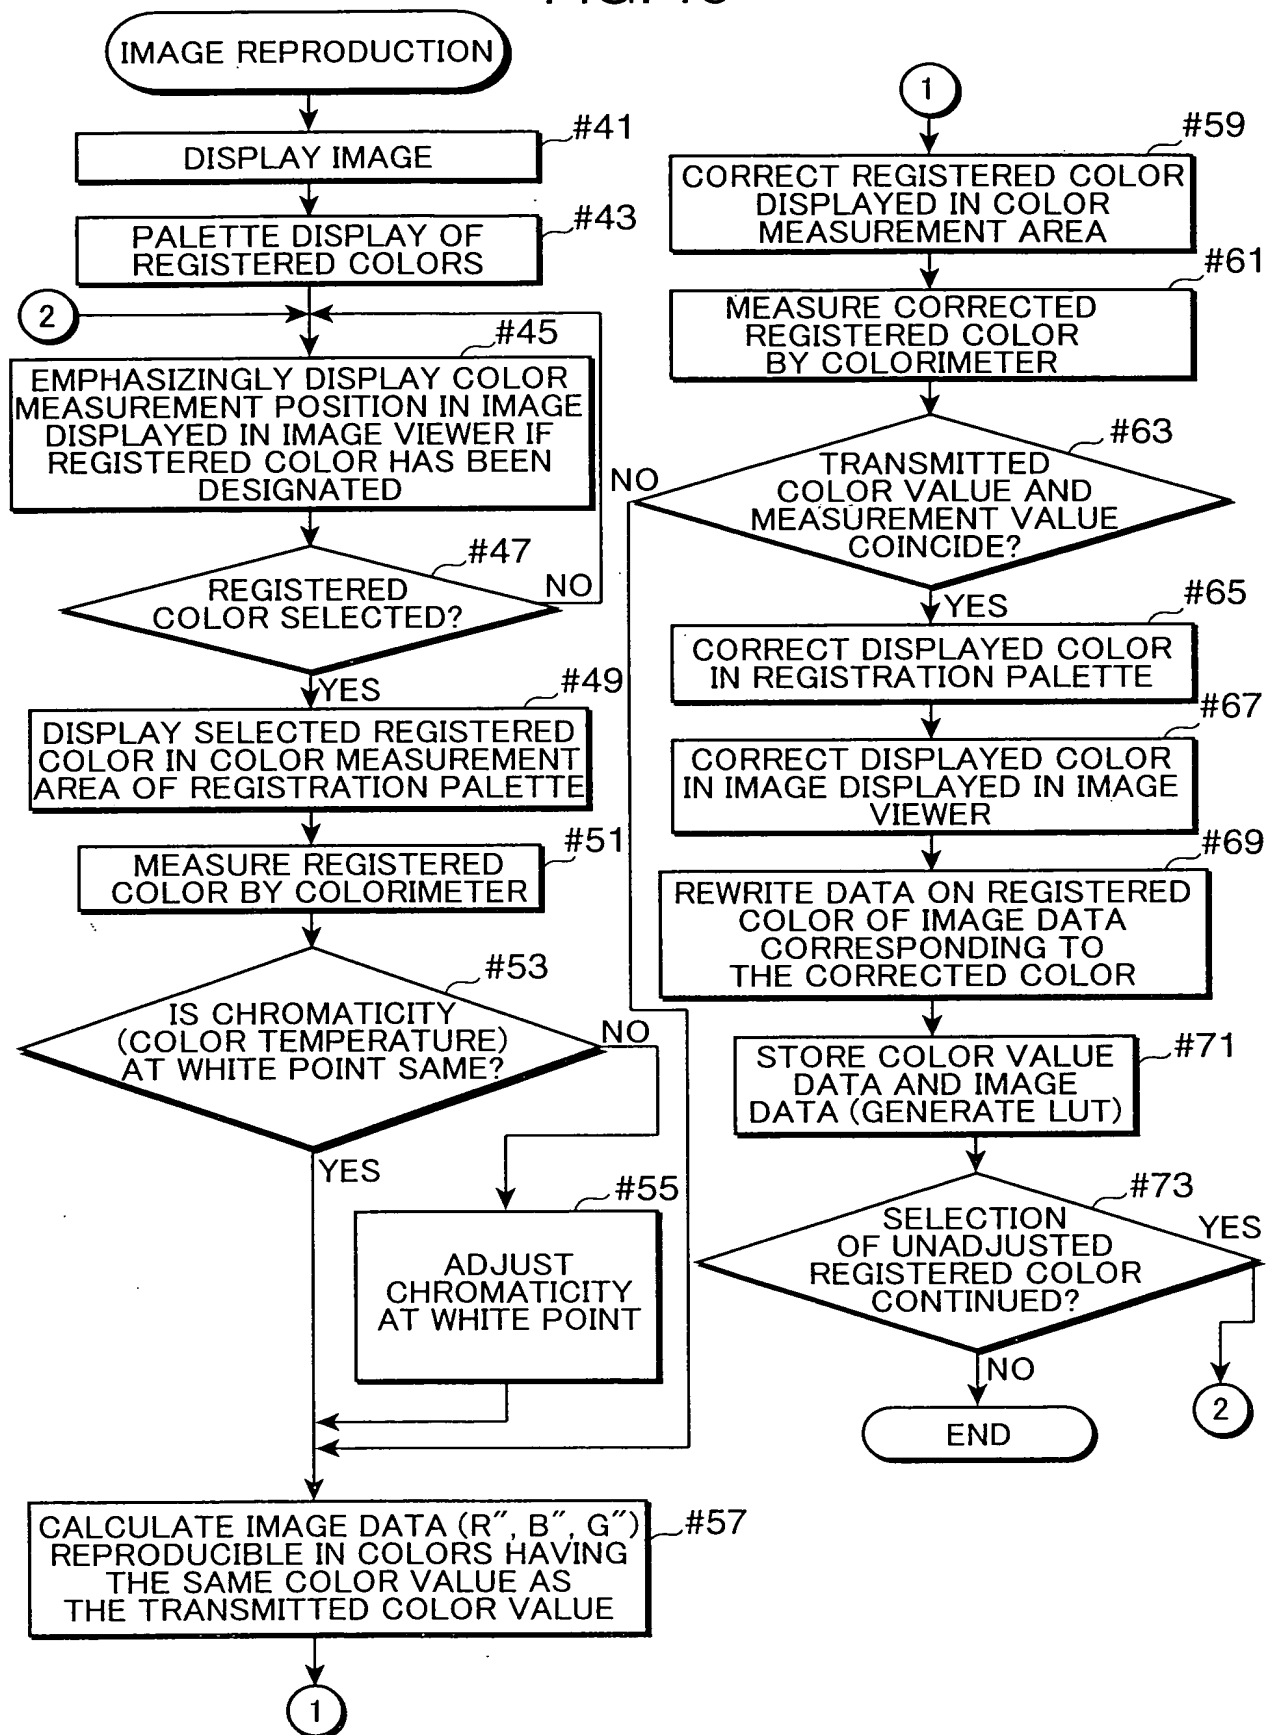 IMAGE REPRODUCTION
#41
DISPLAY IMAGE
#43
PALETTE DISPLAY OF
REGISTERED COLORS
2
#45
EMPHASIZINGLY DISPLAY COLOR
MEASUREMENT POSITION IN IMAGE
DISPLAYED IN IMAGE VIEWER IF
REGISTERED COLOR HAS BEEN
DESIGNATED
#47
REGISTERED
COLOR SELECTED?
NO
YES
#49
DISPLAY SELECTED REGISTERED
COLOR IN COLOR MEASUREMENT
AREA OF REGISTRATION PALETTE
#51
MEASURE REGISTERED
COLOR BY COLORIMETER
#53
IS CHROMATICITY
(COLOR TEMPERATURE)
AT WHITE POINT SAME?
NO
YES
#55
ADJUST
CHROMATICITY
AT WHITE POINT
#57
CALCULATE IMAGE DATA (R″, B″, G″)
REPRODUCIBLE IN COLORS HAVING
THE SAME COLOR VALUE AS
THE TRANSMITTED COLOR VALUE
1
1
#59
CORRECT REGISTERED COLOR
DISPLAYED IN COLOR
MEASUREMENT AREA
#61
MEASURE CORRECTED
REGISTERED COLOR
BY COLORIMETER
#63
TRANSMITTED
COLOR VALUE AND
MEASUREMENT VALUE
COINCIDE?
NO
YES
#65
CORRECT DISPLAYED COLOR
IN REGISTRATION PALETTE
#67
CORRECT DISPLAYED COLOR
IN IMAGE DISPLAYED IN IMAGE
VIEWER
#69
REWRITE DATA ON REGISTERED
COLOR OF IMAGE DATA
CORRESPONDING TO
THE CORRECTED COLOR
#71
STORE COLOR VALUE
DATA AND IMAGE
DATA (GENERATE LUT)
#73
SELECTION
OF UNADJUSTED
REGISTERED COLOR
CONTINUED?
YES
NO
2
END